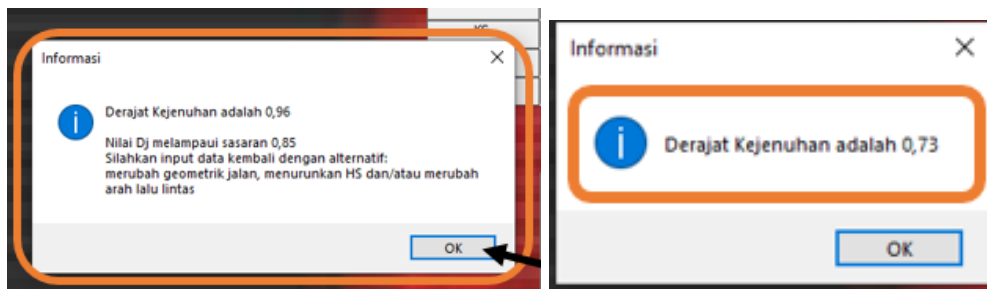 Informasi
Derajat Kejenuhan adalah 0,96
Nilai Dj melampaui sasaran 0,85
Silahkan input data kembali dengan alternatif:
merubah geometrik jalan, menurunkan HS dan/atau merubah
arah lalu lintas
OK
Informasi
Derajat Kejenuhan adalah 0,73
OK